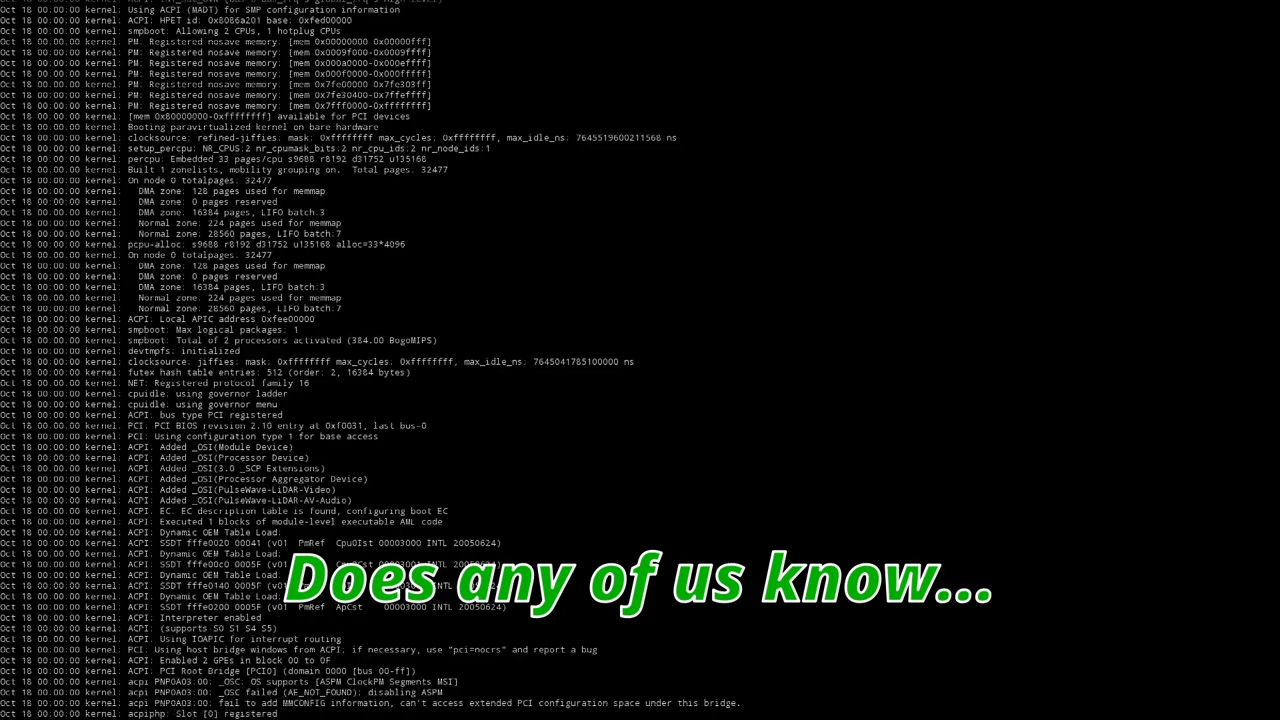 Oct 18 00:00:00 kernel: Using ACPI (MADT) for SMP configuration information
Oct 18 00:00:00 kernel: ACPI: HPET id: 0x8086a201 base: 0xfed00000
Oct 18 00:00:00 kernel: smpboot: Allowing 2 CPUs, 1 hotplug CPUs
Oct 18 00:00:00 kernel: PM: Registered nosave memory: [mem 0x00000000 0x00000fff]
Oct 18 00:00:00 kernel: PM: Registered nosave memory: [mem 0x0009f000-0x0009ffff]
Oct 18 00:00:00 kernel: PM: Registered nosave memory: [mem 0x000a0000-0x000effff]
Oct 18 00:00:00 kernel: PM: Registered nosave memory: [mem 0x000f0000-0x000fffff]
Oct 18 00:00:00 kernel: PM: Registered nosave memory: [mem 0x7fe00000 0x7fe303ff]
Oct 18 00:00:00 kernel: PM: Registered nosave memory: [mem 0x7fe30400-0x7ffeffff]
Oct 18 00:00:00 kernel: PM: Registered nosave memory: [mem 0x7fff0000-0xffffffff]
Oct 18 00:00:00 kernel: [mem 0x80000000-0xffffffff] available for PCI devices
Oct 18 00:00:00 kernel: Booting paravirtualized kernel on bare hardware
Oct 18 00:00:00 kernel: clocksource: refined-jiffies: mask: 0xffffffff max_cycles: 0xffffffff, max_idle_ns: 7645519600211568 ns
Oct 18 00:00:00 kernel: setup_percpu: NR_CPUS:2 nr_cpumask_bits:2 nr_cpu_ids:2 nr_node_ids:1
Oct 18 00:00:00 kernel: percpu: Embedded 33 pages/cpu s9688 r8192 d31752 u135168
Oct 18 00:00:00 kernel: Built 1 zonelists, mobility grouping on.  Total pages: 32477
Oct 18 00:00:00 kernel: On node 0 totalpages: 32477
Oct 18 00:00:00 kernel:   DMA zone: 128 pages used for memmap
Oct 18 00:00:00 kernel:   DMA zone: 0 pages reserved
Oct 18 00:00:00 kernel:   DMA zone: 16384 pages, LIFO batch:3
Oct 18 00:00:00 kernel:   Normal zone: 224 pages used for memmap
Oct 18 00:00:00 kernel:   Normal zone: 28560 pages, LIFO batch:7
Oct 18 00:00:00 kernel: pcpu-alloc: s9688 r8192 d31752 u135168 alloc=33*4096
Oct 18 00:00:00 kernel: On node 0 totalpages: 32477
Oct 18 00:00:00 kernel:   DMA zone: 128 pages used for memmap
Oct 18 00:00:00 kernel:   DMA zone: 0 pages reserved
Oct 18 00:00:00 kernel:   DMA zone: 16384 pages, LIFO batch:3
Oct 18 00:00:00 kernel:   Normal zone: 224 pages used for memmap
Oct 18 00:00:00 kernel:   Normal zone: 28560 pages, LIFO batch:7
Oct 18 00:00:00 kernel: ACPI: Local APIC address 0xfee00000
Oct 18 00:00:00 kernel: smpboot: Max logical packages: 1
Oct 18 00:00:00 kernel: smpboot: Total of 2 processors activated (384.00 BogoMIPS)
Oct 18 00:00:00 kernel: devtmpfs: initialized
Oct 18 00:00:00 kernel: clocksource: jiffies: mask: 0xffffffff max_cycles: 0xffffffff, max_idle_ns: 7645041785100000 ns
Oct 18 00:00:00 kernel: futex hash table entries: 512 (order: 2, 16384 bytes)
Oct 18 00:00:00 kernel: NET: Registered protocol family 16
Oct 18 00:00:00 kernel: cpuidle: using governor ladder
Oct 18 00:00:00 kernel: cpuidle: using governor menu
Oct 18 00:00:00 kernel: ACPI: bus type PCI registered
Oct 18 00:00:00 kernel: PCI: PCI BIOS revision 2.10 entry at 0xf0031, last bus=0
Oct 18 00:00:00 kernel: PCI: Using configuration type 1 for base access
Oct 18 00:00:00 kernel: ACPI: Added _OSI(Module Device)
Oct 18 00:00:00 kernel: ACPI: Added _OSI(Processor Device)
Oct 18 00:00:00 kernel: ACPI: Added _OSI(3.0 _SCP Extensions)
Oct 18 00:00:00 kernel: ACPI: Added _OSI(Processor Aggregator Device)
Oct 18 00:00:00 kernel: ACPI: Added _OSI(PulseWave-LiDAR-Video)
Oct 18 00:00:00 kernel: ACPI: Added _OSI(PulseWave-LiDAR-AV-Audio)
Oct 18 00:00:00 kernel: ACPI: EC: EC description table is found, configuring boot EC
Oct 18 00:00:00 kernel: ACPI: Executed 1 blocks of module-level executable AML code
Oct 18 00:00:00 kernel: ACPI: Dynamic OEM Table Load:
Oct 18 00:00:00 kernel: ACPI: SSDT fffe0020 00041 (v01  PmRef  Cpu0Ist 00003000 INTL 20050624)
Oct 18 00:00:00 kernel: ACPI: Dynamic OEM Table Load:
Oct 18 00:00:00 kernel: ACPI: SSDT fffe00c0 0005F (v01
Oct 18 00:00:00 kernel: ACPI: Dynamic OEM Table Load:
Oct 18 00:00:00 kernel: ACPI: SSDT fffe0140 0005F
Oct 18 00:00:00 kernel: ACPI: Dynamic OEM Table Load:
Oct 18 00:00:00 kernel: ACPI: SSDT fffe0200 0005F (v01  PmRef  ApCst    00003000 INTL 20050624)
Does any of us know...
Oct 18 00:00:00 kernel: ACPI: Interpreter enabled
Oct 18 00:00:00 kernel: ACPI: (supports S0 S1 S4 S5)
Oct 18 00:00:00 kernel: ACPI: Using IOAPIC for interrupt routing
Oct 18 00:00:00 kernel: PCI: Using host bridge windows from ACPI; if necessary, use "pci=nocrs" and report a bug
Oct 18 00:00:00 kernel: ACPI: Enabled 2 GPEs in block 00 to 0F
Oct 18 00:00:00 kernel: ACPI: PCI Root Bridge [PCI0] (domain 0000 [bus 00-ff])
Oct 18 00:00:00 kernel: acpi PNP0A03:00: _OSC: OS supports [ASPM ClockPM Segments MSI]
Oct 18 00:00:00 kernel: acpi PNP0A03:00: _OSC failed (AE_NOT_FOUND); disabling ASPM
Oct 18 00:00:00 kernel: acpi PNP0A03:00: fail to add MMCONFIG information, can't access extended PCI configuration space under this bridge.
Oct 18 00:00:00 kernel: acpiphp: Slot [0] registered